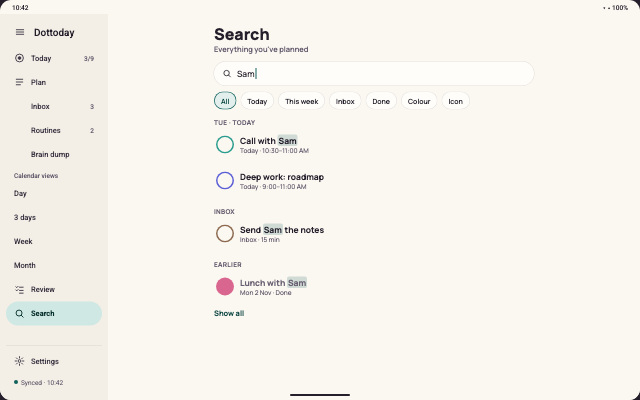 10:42
100%
Dottoday
Today 3/9
Plan
Inbox 3
Routines 2
Brain dump
Calendar views
Day
3 days
Week
Month
Review
Search
Settings
Synced · 10:42
Search
Everything you've planned
Sam
All Today This week Inbox Done Colour Icon
TUE · TODAY
Call with Sam
Today · 10:30–11:00 AM
Deep work: roadmap
Today · 9:00–11:00 AM
INBOX
Send Sam the notes
Inbox · 15 min
EARLIER
Lunch with Sam
Mon 2 Nov · Done
Show all